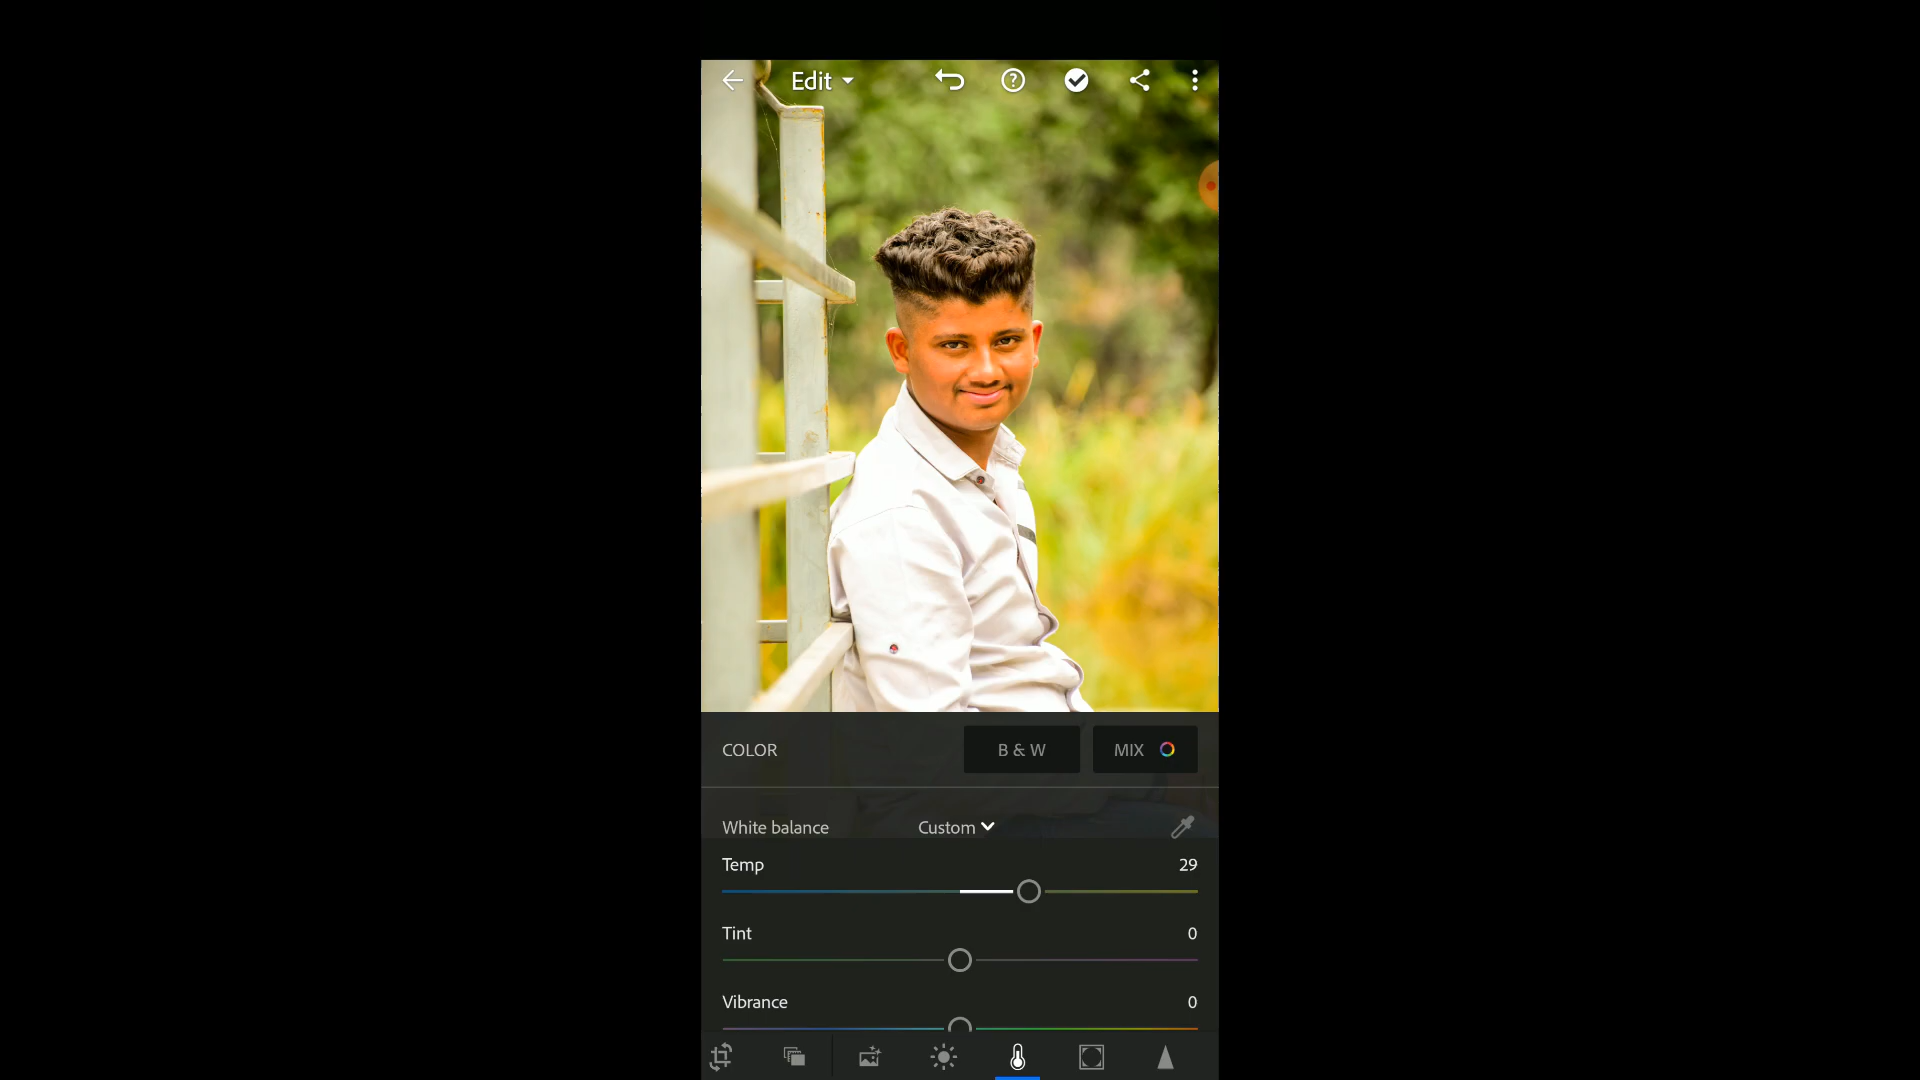 Edit
COLOR B & W MIX
White balance Custom
Temp 29
Tint 0
Vibrance 0